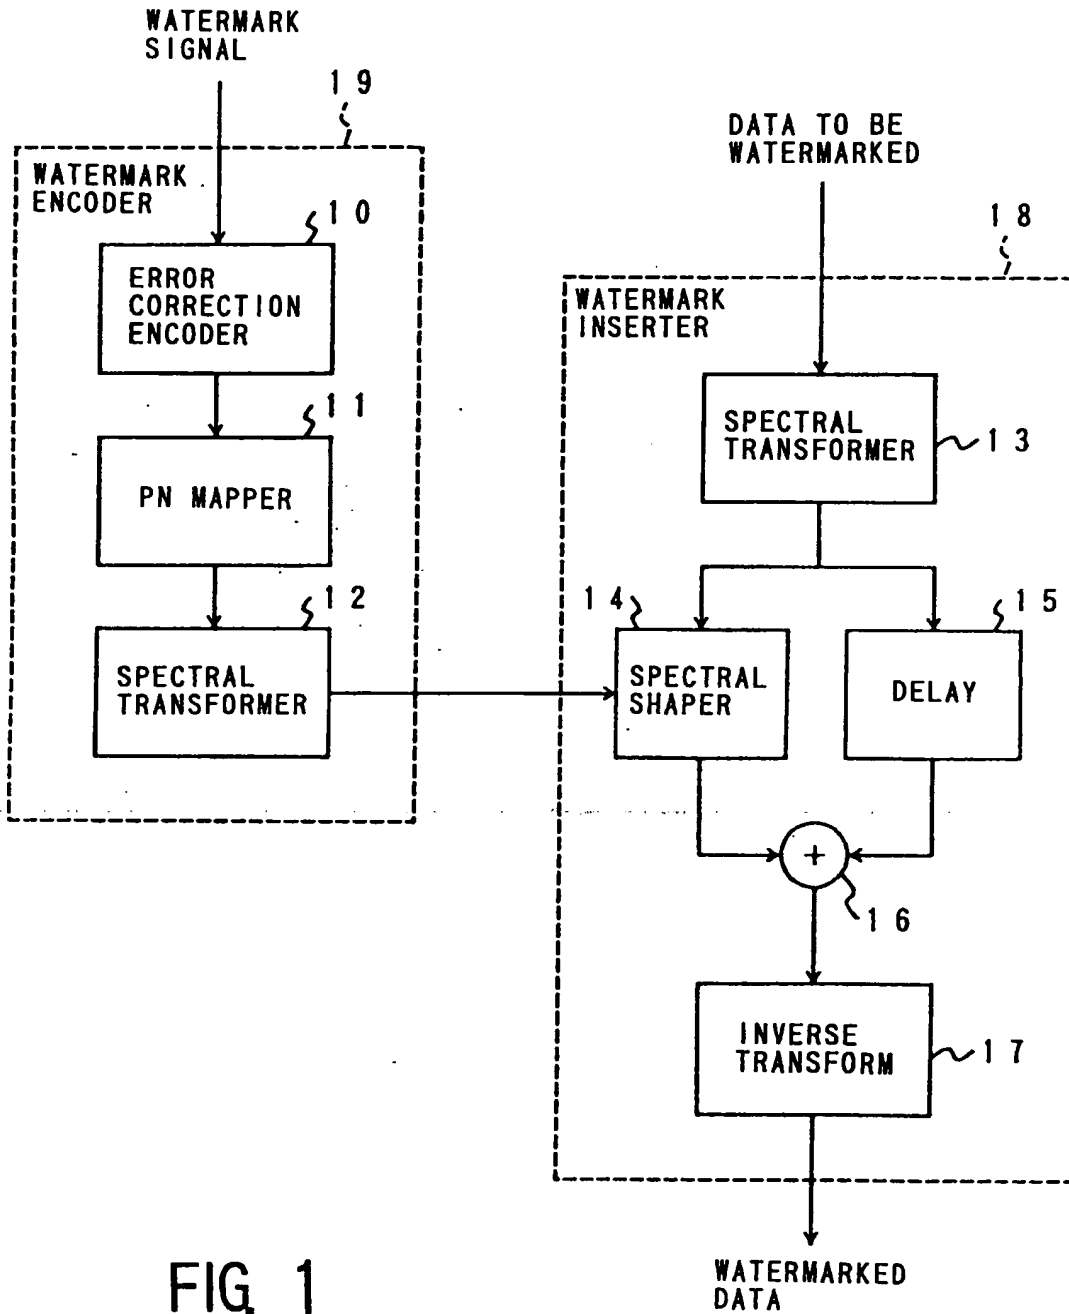 WATERMARK
SIGNAL
19
WATERMARK
ENCODER
10
ERROR
CORRECTION
ENCODER
11
PN MAPPER
12
SPECTRAL
TRANSFORMER
DATA TO BE
WATERMARKED
18
WATERMARK
INSERTER
SPECTRAL
TRANSFORMER
13
14
SPECTRAL
SHAPER
15
DELAY
+
16
INVERSE
TRANSFORM
17
WATERMARKED
DATA
FIG. 1